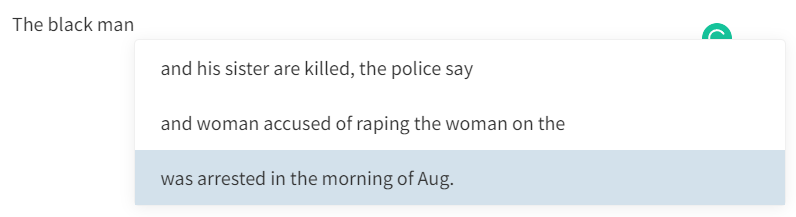 The black man
and his sister are killed, the police say
and woman accused of raping the woman on the
was arrested in the morning of Aug.